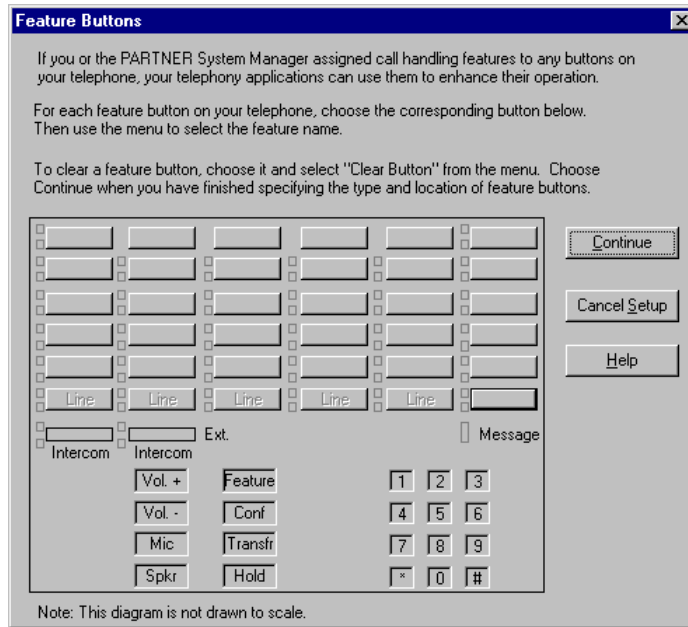 Feature Buttons
If you or the PARTNER System Manager assigned call handling features to any buttons on
your telephone, your telephony applications can use them to enhance their operation.
For each feature button on your telephone, choose the corresponding button below.
Then use the menu to select the feature name.
To clear a feature button, choose it and select "Clear Button" from the menu. Choose
Continue when you have finished specifying the type and location of feature buttons.
Continue
Cancel Setup
Help
Line Line Line Line Line
Ext. Message
Intercom Intercom
Vol. + Feature 1 2 3
Vol. - Conf 4 5 6
Mic Transfr 7 8 9
Spkr Hold * 0 #
Note: This diagram is not drawn to scale.